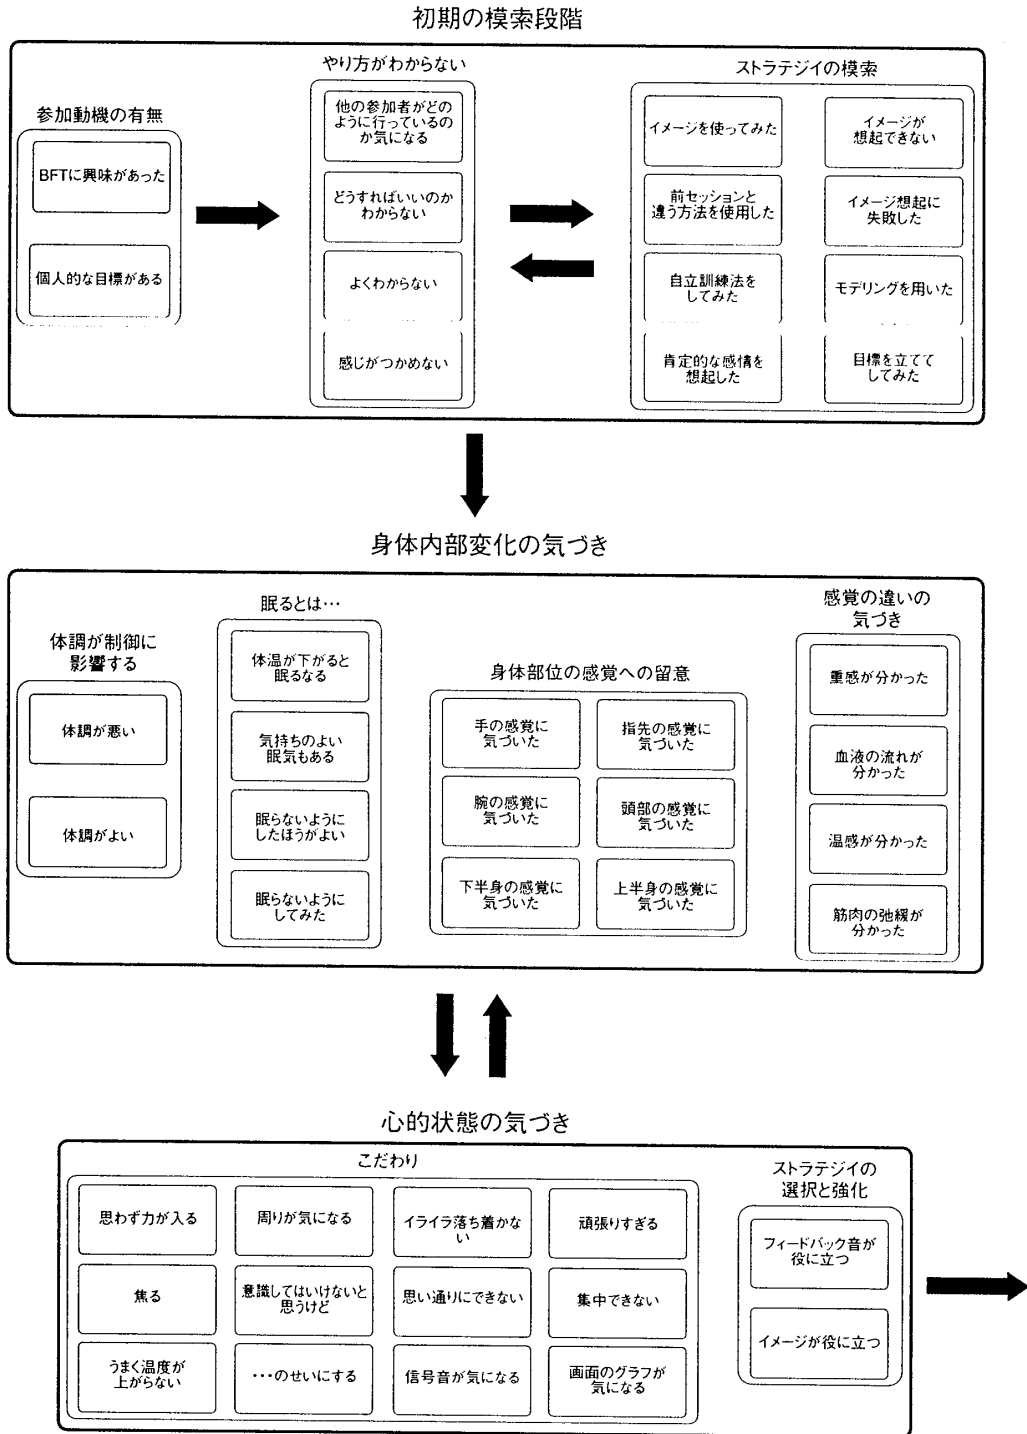 初期の模索段階
参加動機の有無
BFTに興味があった
個人的な目標がある
やり方がわからない
他の参加者がどの
ように行っているの
か気になる
どうすればいいのか
わからない
よくわからない
感じがつかめない
ストラテジイの模索
イメージを使ってみた
イメージが
想起できない
前セッションと
違う方法を使用した
イメージ想起に
失敗した
自立訓練法を
してみた
モデリングを用いた
肯定的な感情を
想起した
目標を立てて
してみた
身体内部変化の気づき
体調が制御に
影響する
体調が悪い
体調がよい
眠るとは…
体温が下がると
眠るなる
気持ちのよい
眠気もある
眠らないように
したほうがよい
眠らないように
してみた
身体部位の感覚への留意
手の感覚に
気づいた
指先の感覚に
気づいた
腕の感覚に
気づいた
頭部の感覚に
気づいた
下半身の感覚に
気づいた
上半身の感覚に
気づいた
感覚の違いの
気づき
重感が分かった
血液の流れが
分かった
温感が分かった
筋肉の弛緩が
分かった
心的状態の気づき
こだわり
思わず力が入る
周りが気になる
イライラ落ち着かな
い
頑張りすぎる
焦る
意識してはいけないと
思うけど
思い通りにできない
集中できない
うまく温度が
上がらない
…のせいにする
信号音が気になる
画面のグラフが
気になる
ストラテジイの
選択と強化
フィードバック音が
役に立つ
イメージが役に立つ